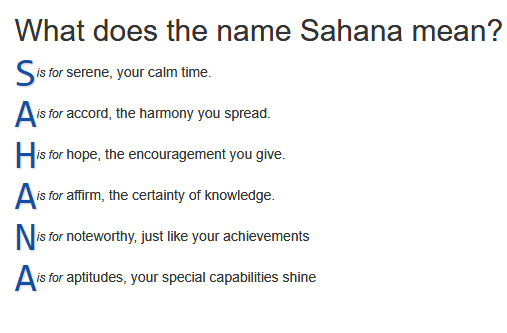 What does the name Sahana mean?
S is for serene, your calm time.
A is for accord, the harmony you spread.
H is for hope, the encouragement you give.
A is for affirm, the certainty of knowledge.
N is for noteworthy, just like your achievements
A is for aptitudes, your special capabilities shine